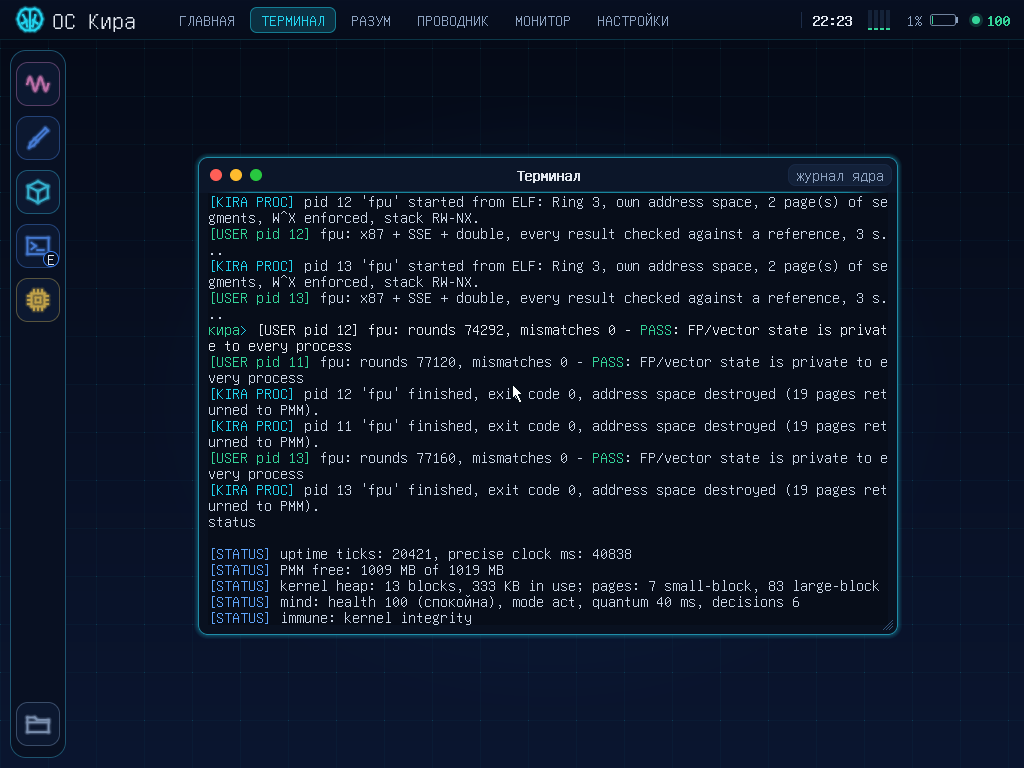 ОС Кира ГЛАВНАЯ ТЕРМИНАЛ РАЗУМ ПРОВОДНИК МОНИТОР НАСТРОЙКИ 22:23 1% 100
E
Терминал журнал ядра
[KIRA PROC] pid 12 'fpu' started from ELF: Ring 3, own address space, 2 page(s) of se
gments, W^X enforced, stack RW-NX.
[USER pid 12] fpu: x87 + SSE + double, every result checked against a reference, 3 s.
..
[KIRA PROC] pid 13 'fpu' started from ELF: Ring 3, own address space, 2 page(s) of se
gments, W^X enforced, stack RW-NX.
[USER pid 13] fpu: x87 + SSE + double, every result checked against a reference, 3 s.
..
кира> [USER pid 12] fpu: rounds 74292, mismatches 0 - PASS: FP/vector state is privat
e to every process
[USER pid 11] fpu: rounds 77120, mismatches 0 - PASS: FP/vector state is private to e
very process
[KIRA PROC] pid 12 'fpu' finished, exit code 0, address space destroyed (19 pages ret
urned to PMM).
[KIRA PROC] pid 11 'fpu' finished, exit code 0, address space destroyed (19 pages ret
urned to PMM).
[USER pid 13] fpu: rounds 77160, mismatches 0 - PASS: FP/vector state is private to e
very process
[KIRA PROC] pid 13 'fpu' finished, exit code 0, address space destroyed (19 pages ret
urned to PMM).
status
[STATUS] uptime ticks: 20421, precise clock ms: 40838
[STATUS] PMM free: 1009 MB of 1019 MB
[STATUS] kernel heap: 13 blocks, 333 KB in use; pages: 7 small-block, 83 large-block
[STATUS] mind: health 100 (спокойна), mode act, quantum 40 ms, decisions 6
[STATUS] immune: kernel integrity